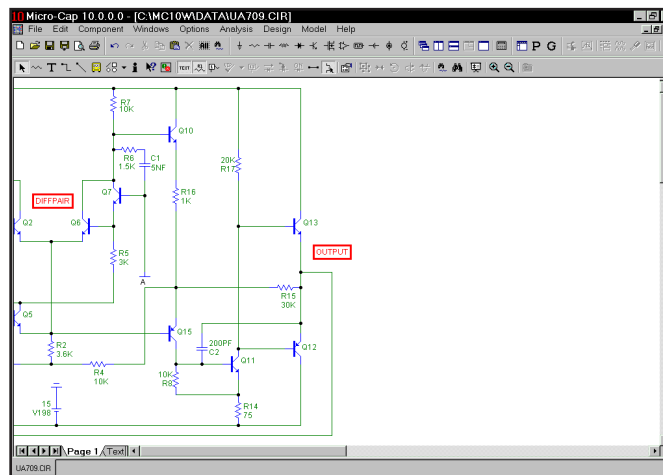 Micro-Cap 10.0.0.0 - [C:\MC10W\DATA\UA709.CIR]
File Edit Component Windows Options Analysis Design Model Help
P G
T
TEXT
R7
10K
Q10
R6
1.5K
C1
5NF
20K
R17
Q7
DIFFPAIR
R16
1K
Q2
Q6
Q13
OUTPUT
R5
3K
A
R15
30K
Q5
Q15
R2
3.6K
200PF
C2
Q11
Q12
R4
10K
10K
R8
15
V198
R14
75
Page 1
Text
UA709.CIR